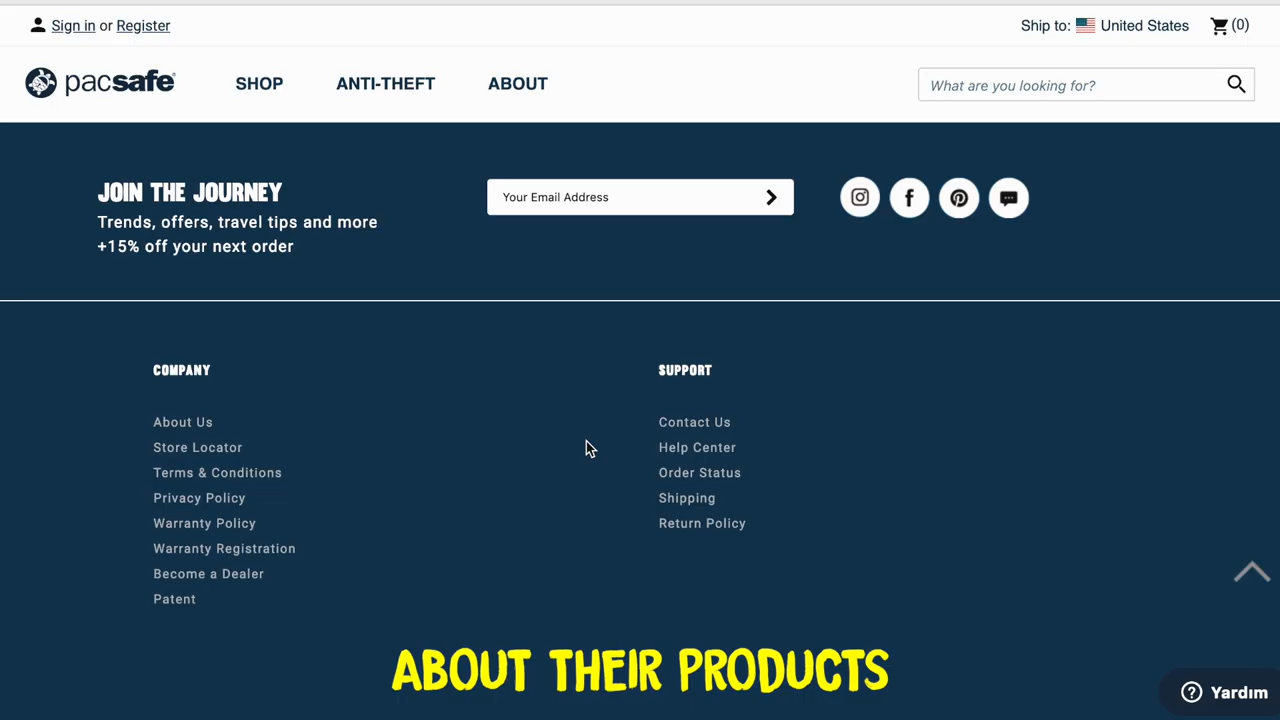 Sign in or Register
Ship to: United States (0)
pacsafe
SHOP
ANTI-THEFT
ABOUT
What are you looking for?
JOIN THE JOURNEY
Trends, offers, travel tips and more
+15% off your next order
Your Email Address
COMPANY
About Us
Store Locator
Terms & Conditions
Privacy Policy
Warranty Policy
Warranty Registration
Become a Dealer
Patent
SUPPORT
Contact Us
Help Center
Order Status
Shipping
Return Policy
ABOUT THEIR PRODUCTS
Yardım